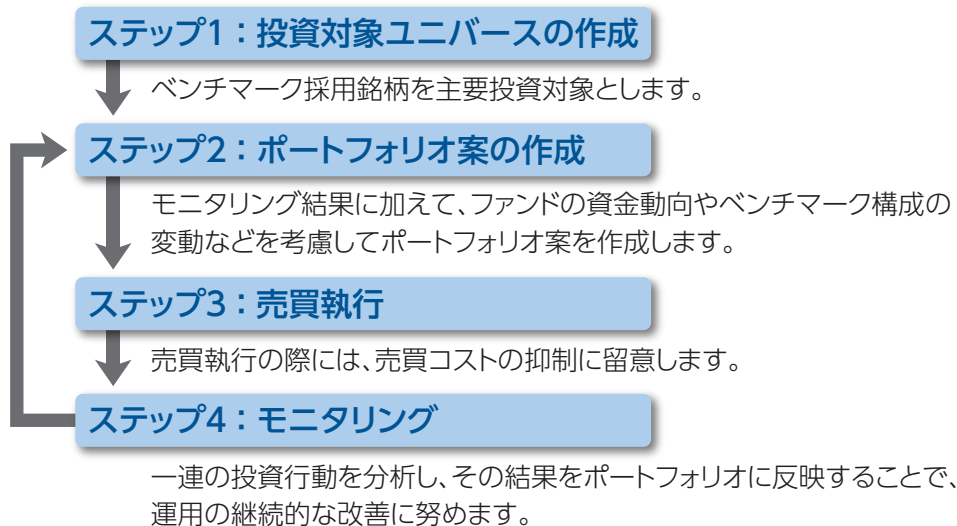 ステップ1：投資対象ユニバースの作成
ベンチマーク採用銘柄を主要投資対象とします。
ステップ2：ポートフォリオ案の作成
モニタリング結果に加えて、ファンドの資金動向やベンチマーク構成の
変動などを考慮してポートフォリオ案を作成します。
ステップ3：売買執行
売買執行の際には、売買コストの抑制に留意します。
ステップ4：モニタリング
一連の投資行動を分析し、その結果をポートフォリオに反映することで、
運用の継続的な改善に努めます。